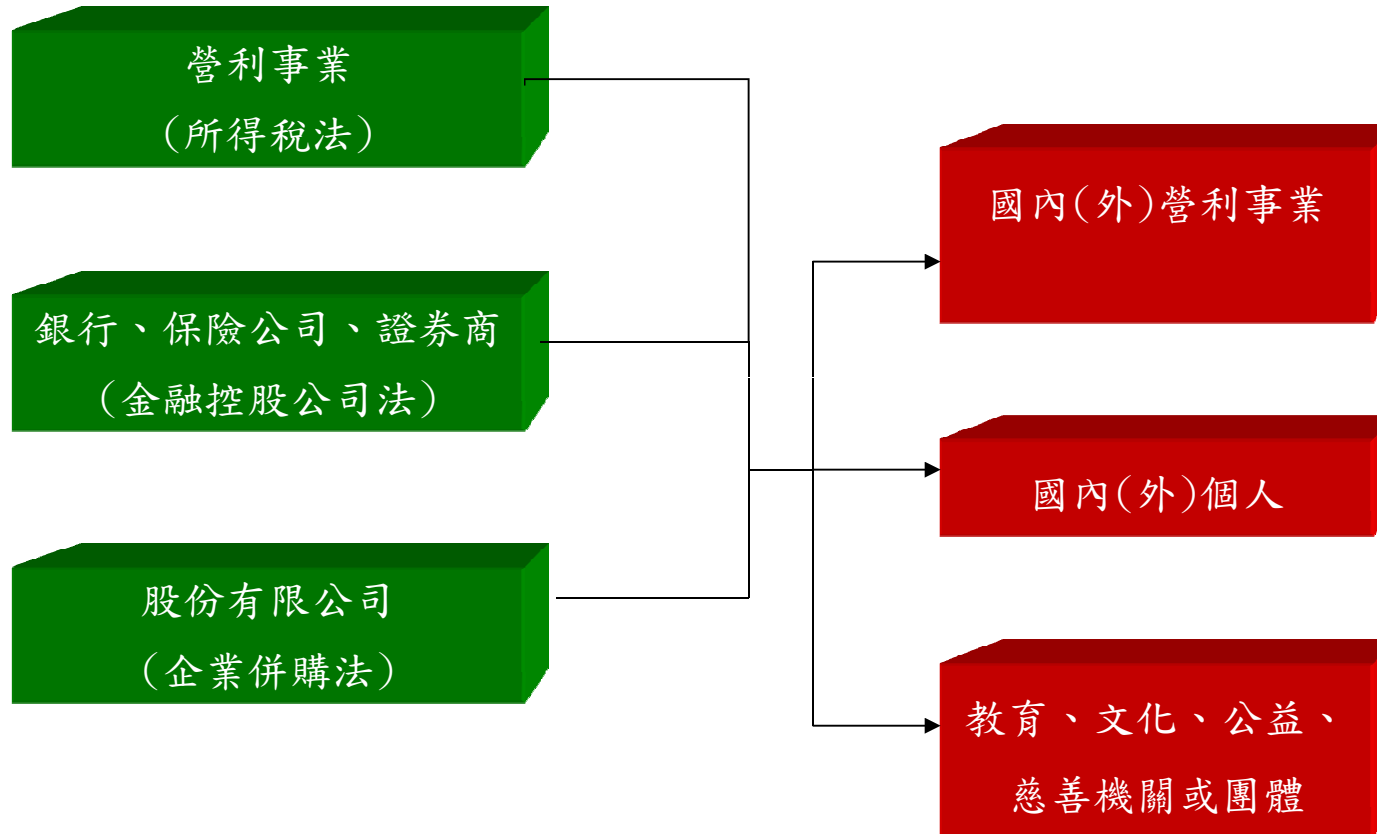 營利事業
(所得稅法)
銀行、保險公司、證券商
(金融控股公司法)
股份有限公司
(企業併購法)
國內(外)營利事業
國內(外)個人
教育、文化、公益、
慈善機關或團體